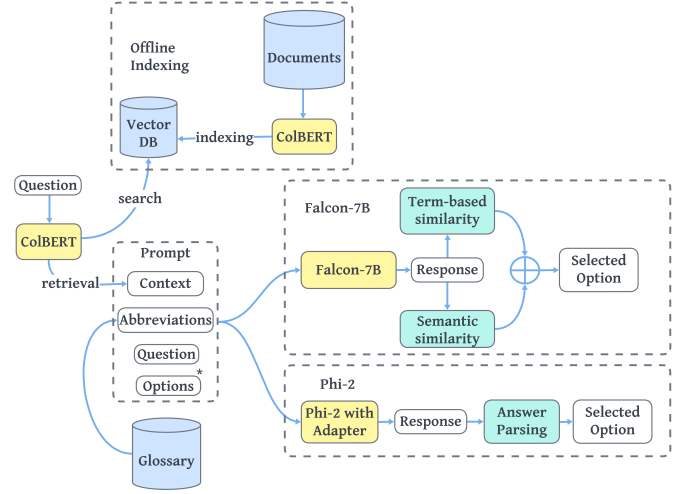 Offline
Indexing
Documents
Vector
DB
indexing
ColBERT
Question
search
ColBERT
retrieval
Prompt
Context
Abbreviations
Question
Options
*
Glossary
Falcon-7B
Term-based
similarity
Falcon-7B
Response
Selected
Option
Semantic
similarity
Phi-2
Phi-2 with
Adapter
Response
Answer
Parsing
Selected
Option